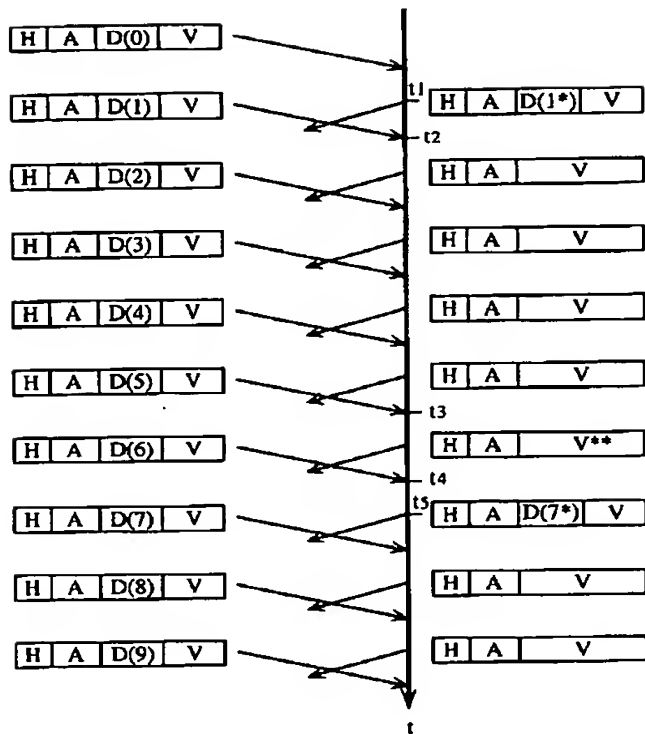 H A D(0) V
t1
H A D(1) V
H A D(1*) V
t2
H A D(2) V
H A V
H A D(3) V
H A V
H A D(4) V
H A V
H A D(5) V
H A V
t3
H A D(6) V
H A V**
t4
t5
H A D(7) V
H A D(7*) V
H A D(8) V
H A V
H A D(9) V
H A V
t